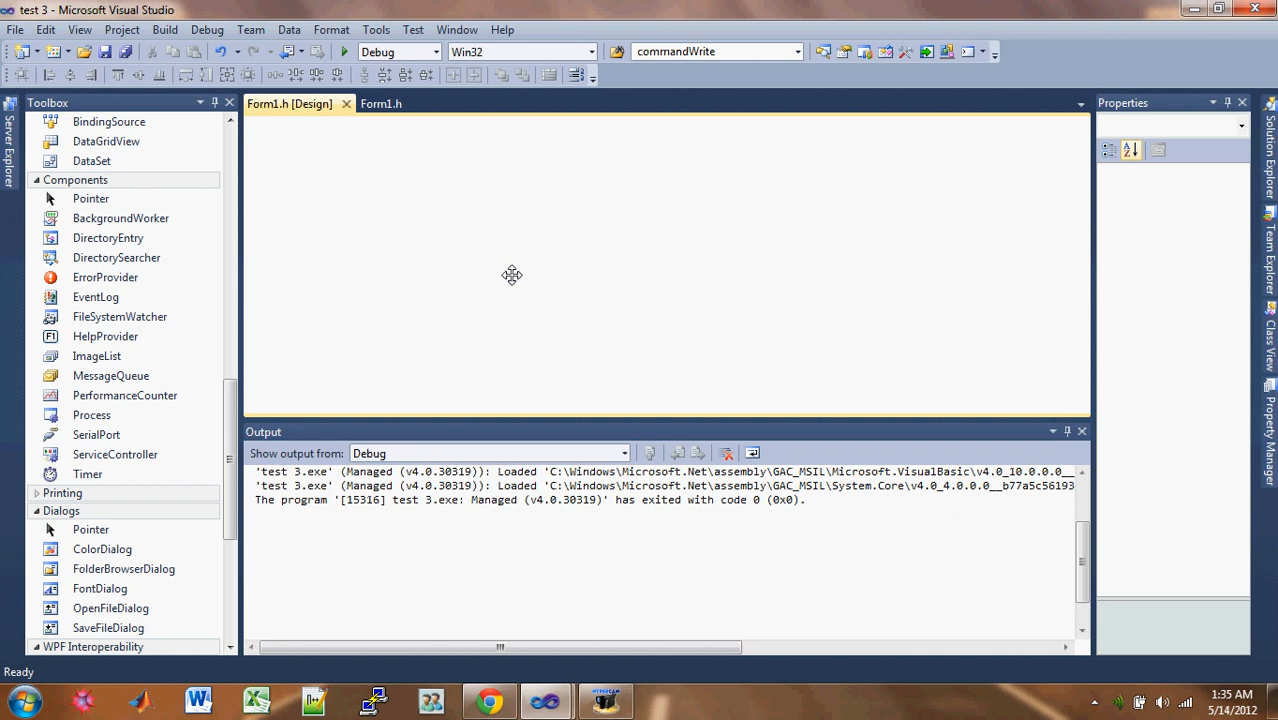 test 3 - Microsoft Visual Studio
File Edit View Project Build Debug Team Data Format Tools Test Window Help
Debug Win32 commandWrite
Toolbox
Form1.h [Design] Form1.h
Properties
Server Explorer
BindingSource
DataGridView
DataSet
Components
Pointer
BackgroundWorker
DirectoryEntry
DirectorySearcher
ErrorProvider
EventLog
FileSystemWatcher
HelpProvider
ImageList
MessageQueue
PerformanceCounter
Process
SerialPort
ServiceController
Timer
Printing
Dialogs
Pointer
ColorDialog
FolderBrowserDialog
FontDialog
OpenFileDialog
SaveFileDialog
WPF Interoperability
Output
Show output from: Debug
'test 3.exe' (Managed (v4.0.30319)): Loaded 'C:\Windows\Microsoft.Net\assembly\GAC_MSIL\Microsoft.VisualBasic\v4.0_10.0.0.0__
'test 3.exe' (Managed (v4.0.30319)): Loaded 'C:\Windows\Microsoft.Net\assembly\GAC_MSIL\System.Core\v4.0_4.0.0.0__b77a5c56193
The program '[15316] test 3.exe: Managed (v4.0.30319)' has exited with code 0 (0x0).
Solution Explorer
Team Explorer
Class View
Property Manager
Ready
1:35 AM
5/14/2012